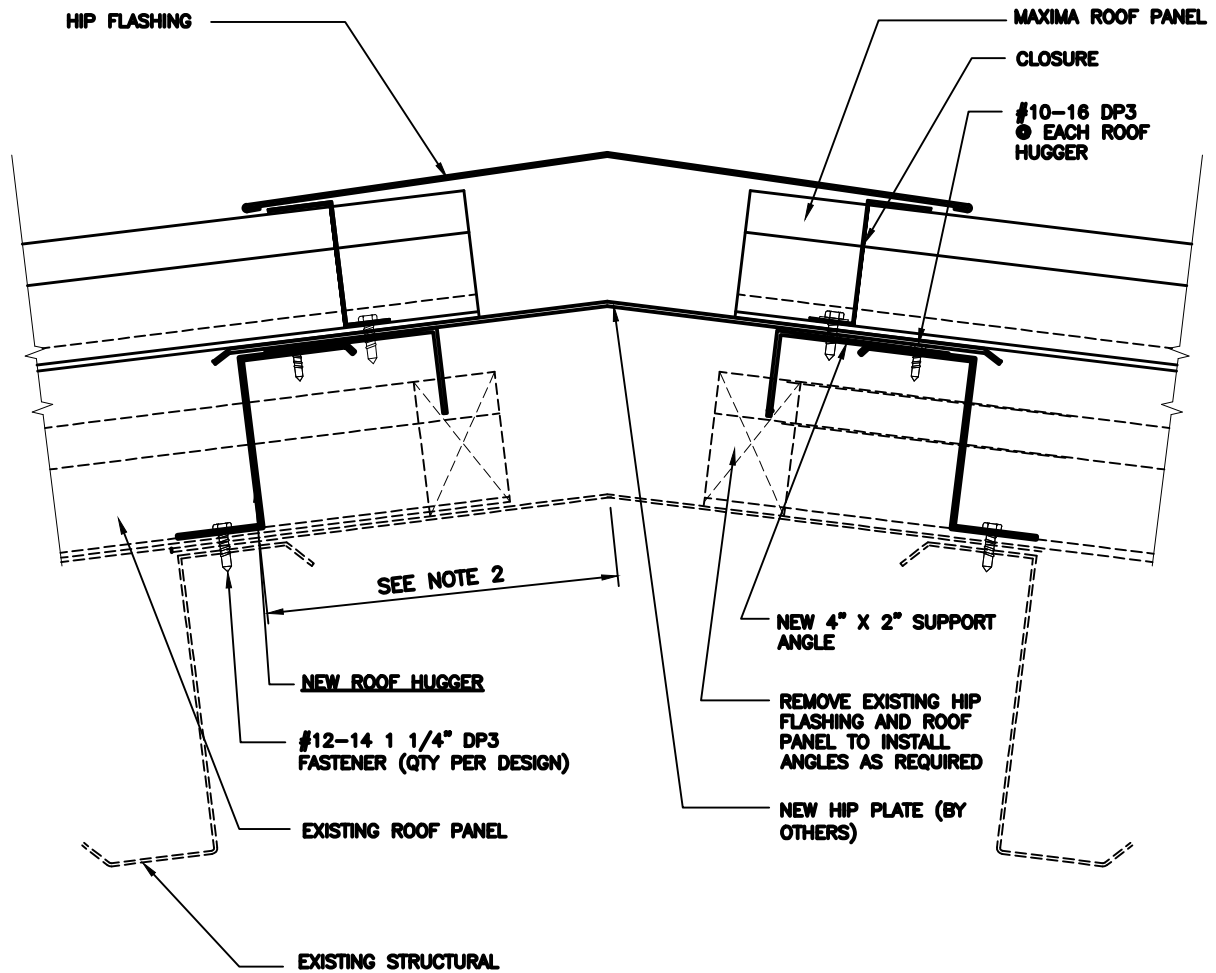 HIP FLASHING
MAXIMA ROOF PANEL
CLOSURE
#10-16 DP3
@ EACH ROOF
HUGGER
SEE NOTE 2
NEW 4" X 2" SUPPORT
ANGLE
NEW ROOF HUGGER
REMOVE EXISTING HIP
FLASHING AND ROOF
PANEL TO INSTALL
ANGLES AS REQUIRED
#12-14 1 1/4" DP3
FASTENER (QTY PER DESIGN)
NEW HIP PLATE (BY
OTHERS)
EXISTING ROOF PANEL
EXISTING STRUCTURAL